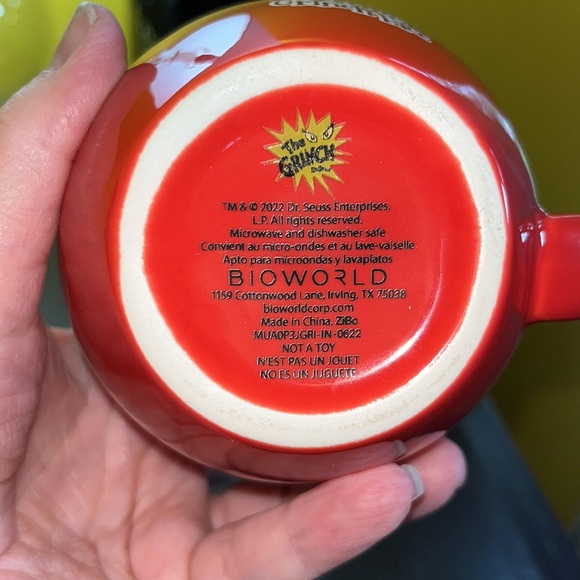 The
GRINCH
TM & © 2022 Dr. Seuss Enterprises,
L.P. All rights reserved.
Microwave and dishwasher safe
Convient au micro-ondes et au lave-vaisselle
Apto para microondas y lavaplatos
BIOWORLD
1159 Cottonwood Lane, Irving, TX 75038
bioworldcorp.com
Made in China, ZiBo
MUA0P3JGRI-IN-0622
NOT A TOY
N'EST PAS UN JOUET
NO ES UN JUGUETE